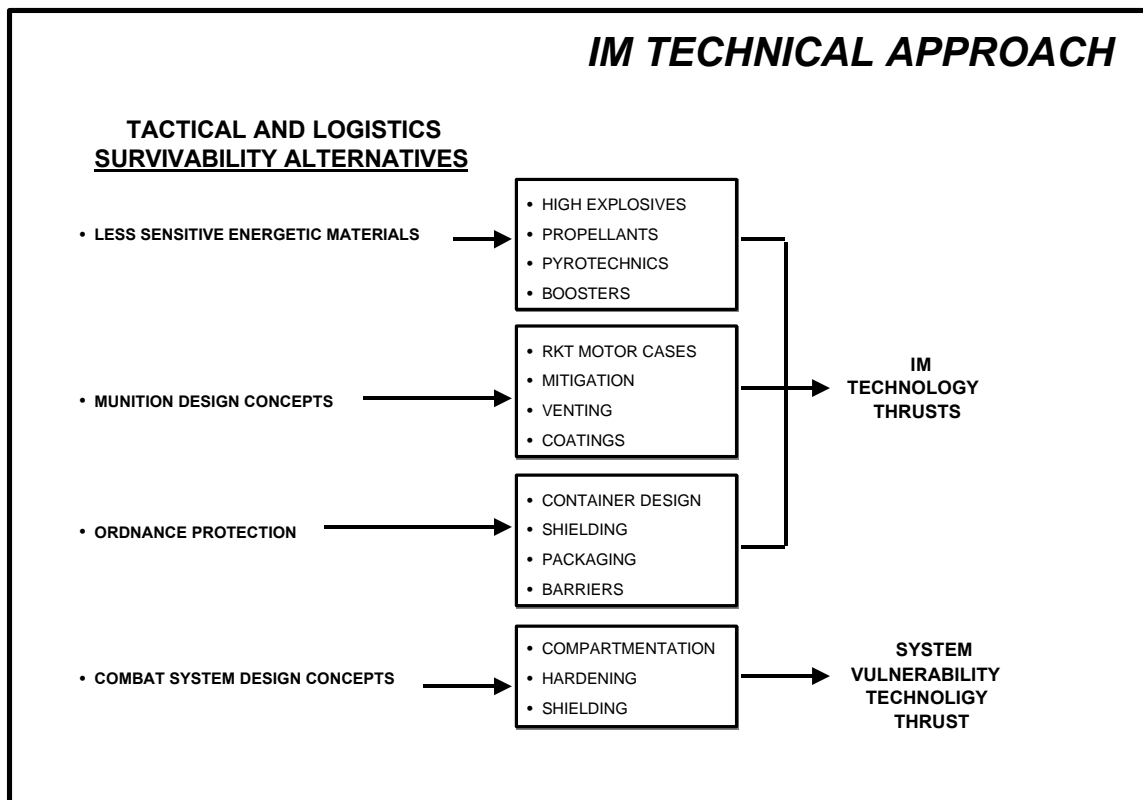 IM TECHNICAL APPROACH
TACTICAL AND LOGISTICS
SURVIVABILITY ALTERNATIVES
• LESS SENSITIVE ENERGETIC MATERIALS
• HIGH EXPLOSIVES
• PROPELLANTS
• PYROTECHNICS
• BOOSTERS
• MUNITION DESIGN CONCEPTS
• RKT MOTOR CASES
• MITIGATION
• VENTING
• COATINGS
• ORDNANCE PROTECTION
• CONTAINER DESIGN
• SHIELDING
• PACKAGING
• BARRIERS
IM
TECHNOLOGY
THRUSTS
• COMBAT SYSTEM DESIGN CONCEPTS
• COMPARTMENTATION
• HARDENING
• SHIELDING
SYSTEM
VULNERABILITY
TECHNOLIGY
THRUST